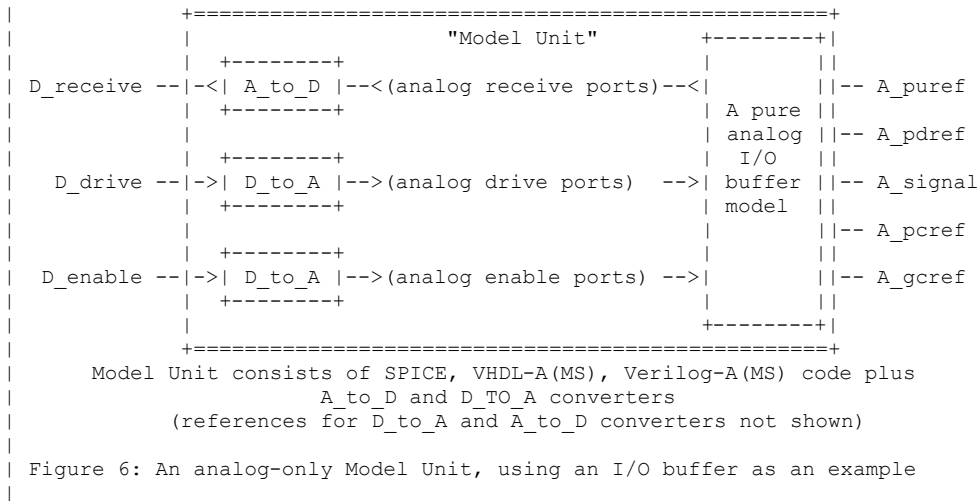 |                    +==================================================+
|                    |                    "Model Unit"        +--------+|
|                    |  +--------+                            |        ||
| D_receive --|-<| A_to_D |--<(analog receive ports)--<|        ||-- A_puref
|                    |  +--------+                            | A pure ||
|                    |                                        | analog ||-- A_pdref
|                    |  +--------+                            |  I/O   ||
|   D_drive --|->| D_to_A |-->(analog drive ports)  -->| buffer ||-- A_signal
|                    |  +--------+                            | model  ||
|                    |                                        |        ||-- A_pcref
|                    |  +--------+                            |        ||
|  D_enable --|->| D_to_A |-->(analog enable ports) -->|        ||-- A_gcref
|                    |  +--------+                            |        ||
|                    |                                        +--------+|
|                    +==================================================+
|      Model Unit consists of SPICE, VHDL-A(MS), Verilog-A(MS) code plus
|                     A_to_D and D_TO_A converters
|           (references for D_to_A and A_to_D converters not shown)
|
| Figure 6: An analog-only Model Unit, using an I/O buffer as an example
|